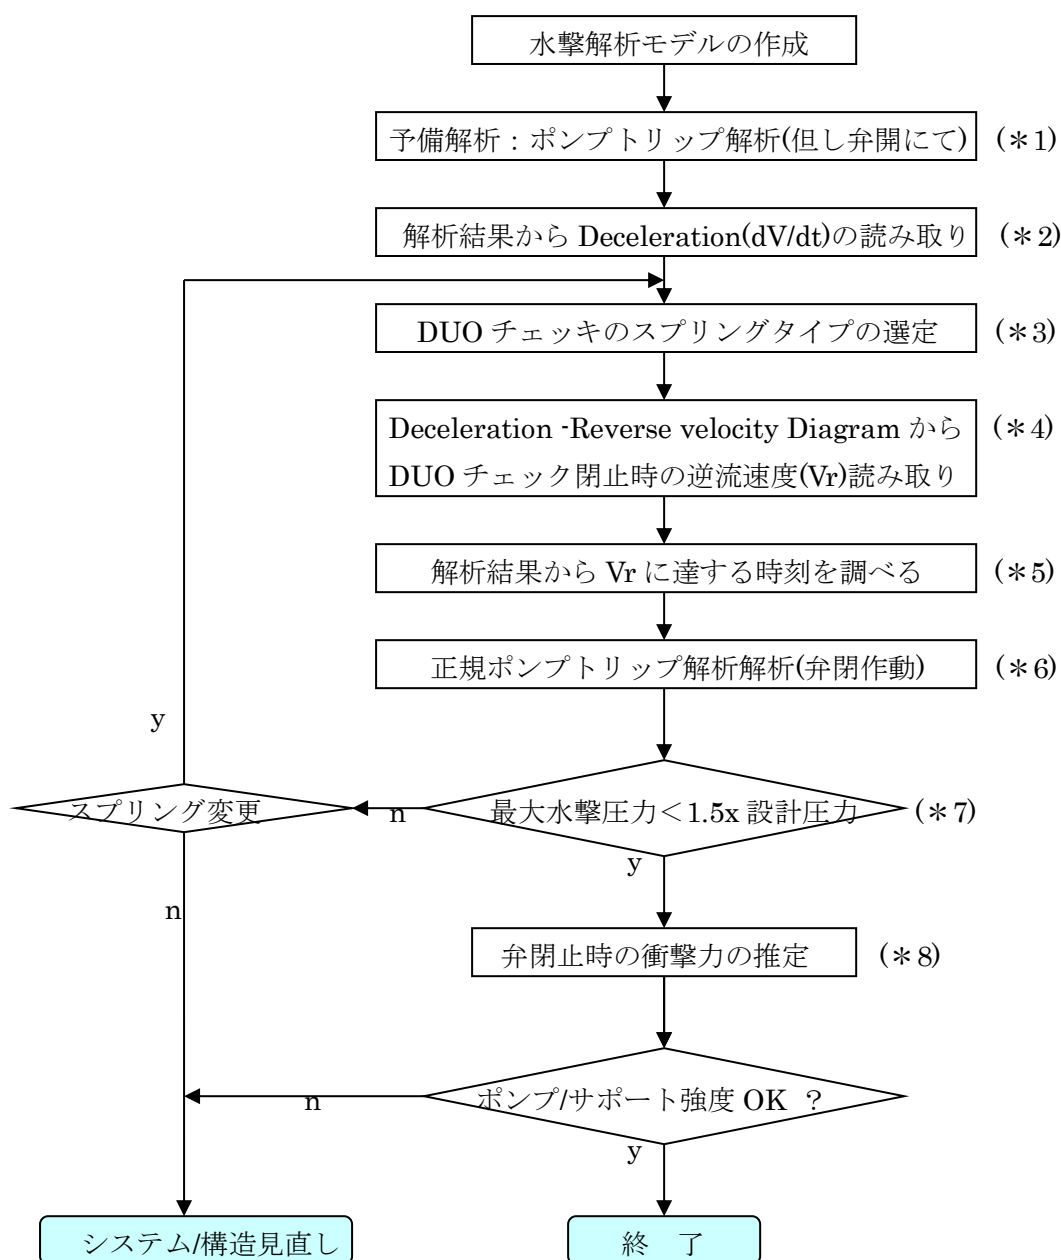 水撃解析モデルの作成
予備解析：ポンプトリップ解析(但し弁開にて) (＊1)
解析結果から Deceleration(dV/dt)の読み取り (＊2)
DUO チェッキのスプリングタイプの選定 (＊3)
Deceleration -Reverse velocity Diagram から (＊4)
DUO チェック閉止時の逆流速度(Vr)読み取り
解析結果から Vr に達する時刻を調べる (＊5)
正規ポンプトリップ解析解析(弁閉作動) (＊6)
y
スプリング変更 n 最大水撃圧力＜1.5x 設計圧力 (＊7)
y
n
弁閉止時の衝撃力の推定 (＊8)
n ポンプ/サポート強度 OK ？
y
システム/構造見直し 終　了